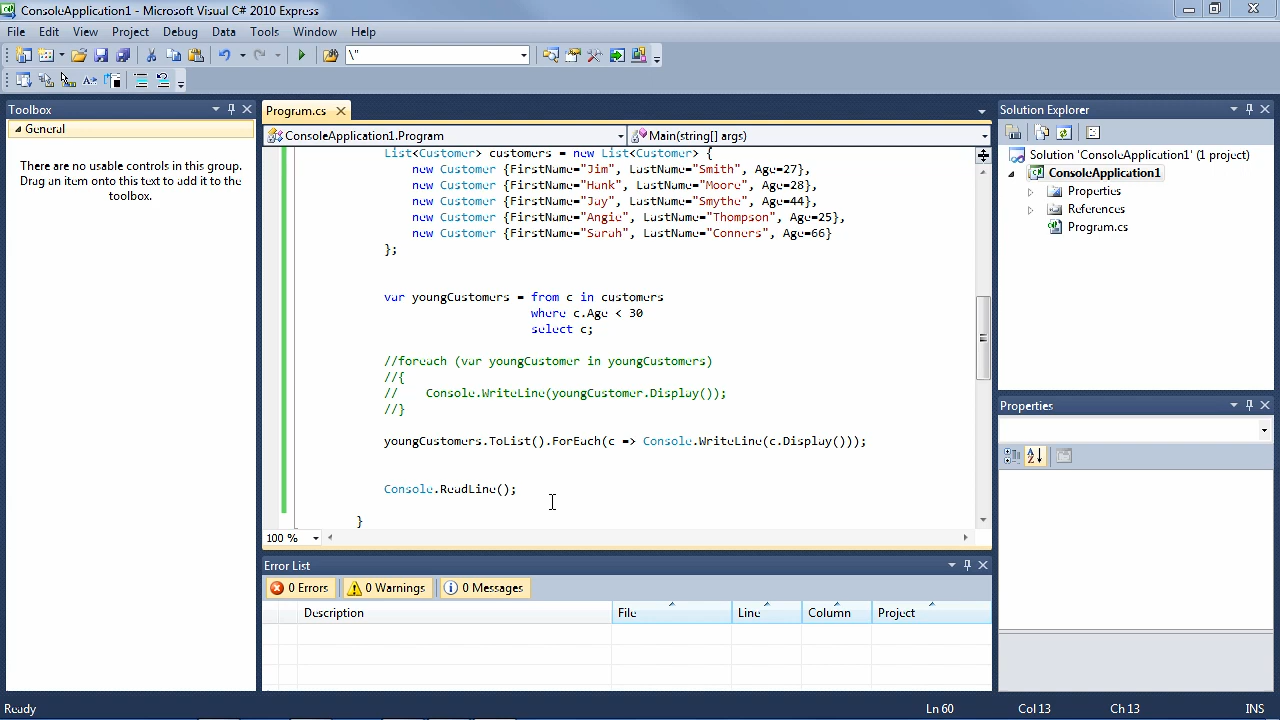 ConsoleApplication1 - Microsoft Visual C# 2010 Express
File Edit View Project Debug Data Tools Window Help
\"
Toolbox
General
There are no usable controls in this group. Drag an item onto this text to add it to the toolbox.
Program.cs
ConsoleApplication1.Program
Main(string[] args)
List<Customer> customers = new List<Customer> {
new Customer {FirstName="Jim", LastName="Smith", Age=27},
new Customer {FirstName="Hank", LastName="Moore", Age=28},
new Customer {FirstName="Jay", LastName="Smythe", Age=44},
new Customer {FirstName="Angie", LastName="Thompson", Age=25},
new Customer {FirstName="Sarah", LastName="Conners", Age=66}
};
var youngCustomers = from c in customers
where c.Age < 30
select c;
//foreach (var youngCustomer in youngCustomers)
//{
//    Console.WriteLine(youngCustomer.Display());
//}
youngCustomers.ToList().ForEach(c => Console.WriteLine(c.Display()));
Console.ReadLine();
}
100 %
Error List
0 Errors
0 Warnings
0 Messages
Description File Line Column Project
Solution Explorer
Solution 'ConsoleApplication1' (1 project)
ConsoleApplication1
Properties
References
Program.cs
Properties
Ready
Ln 60
Col 13
Ch 13
INS